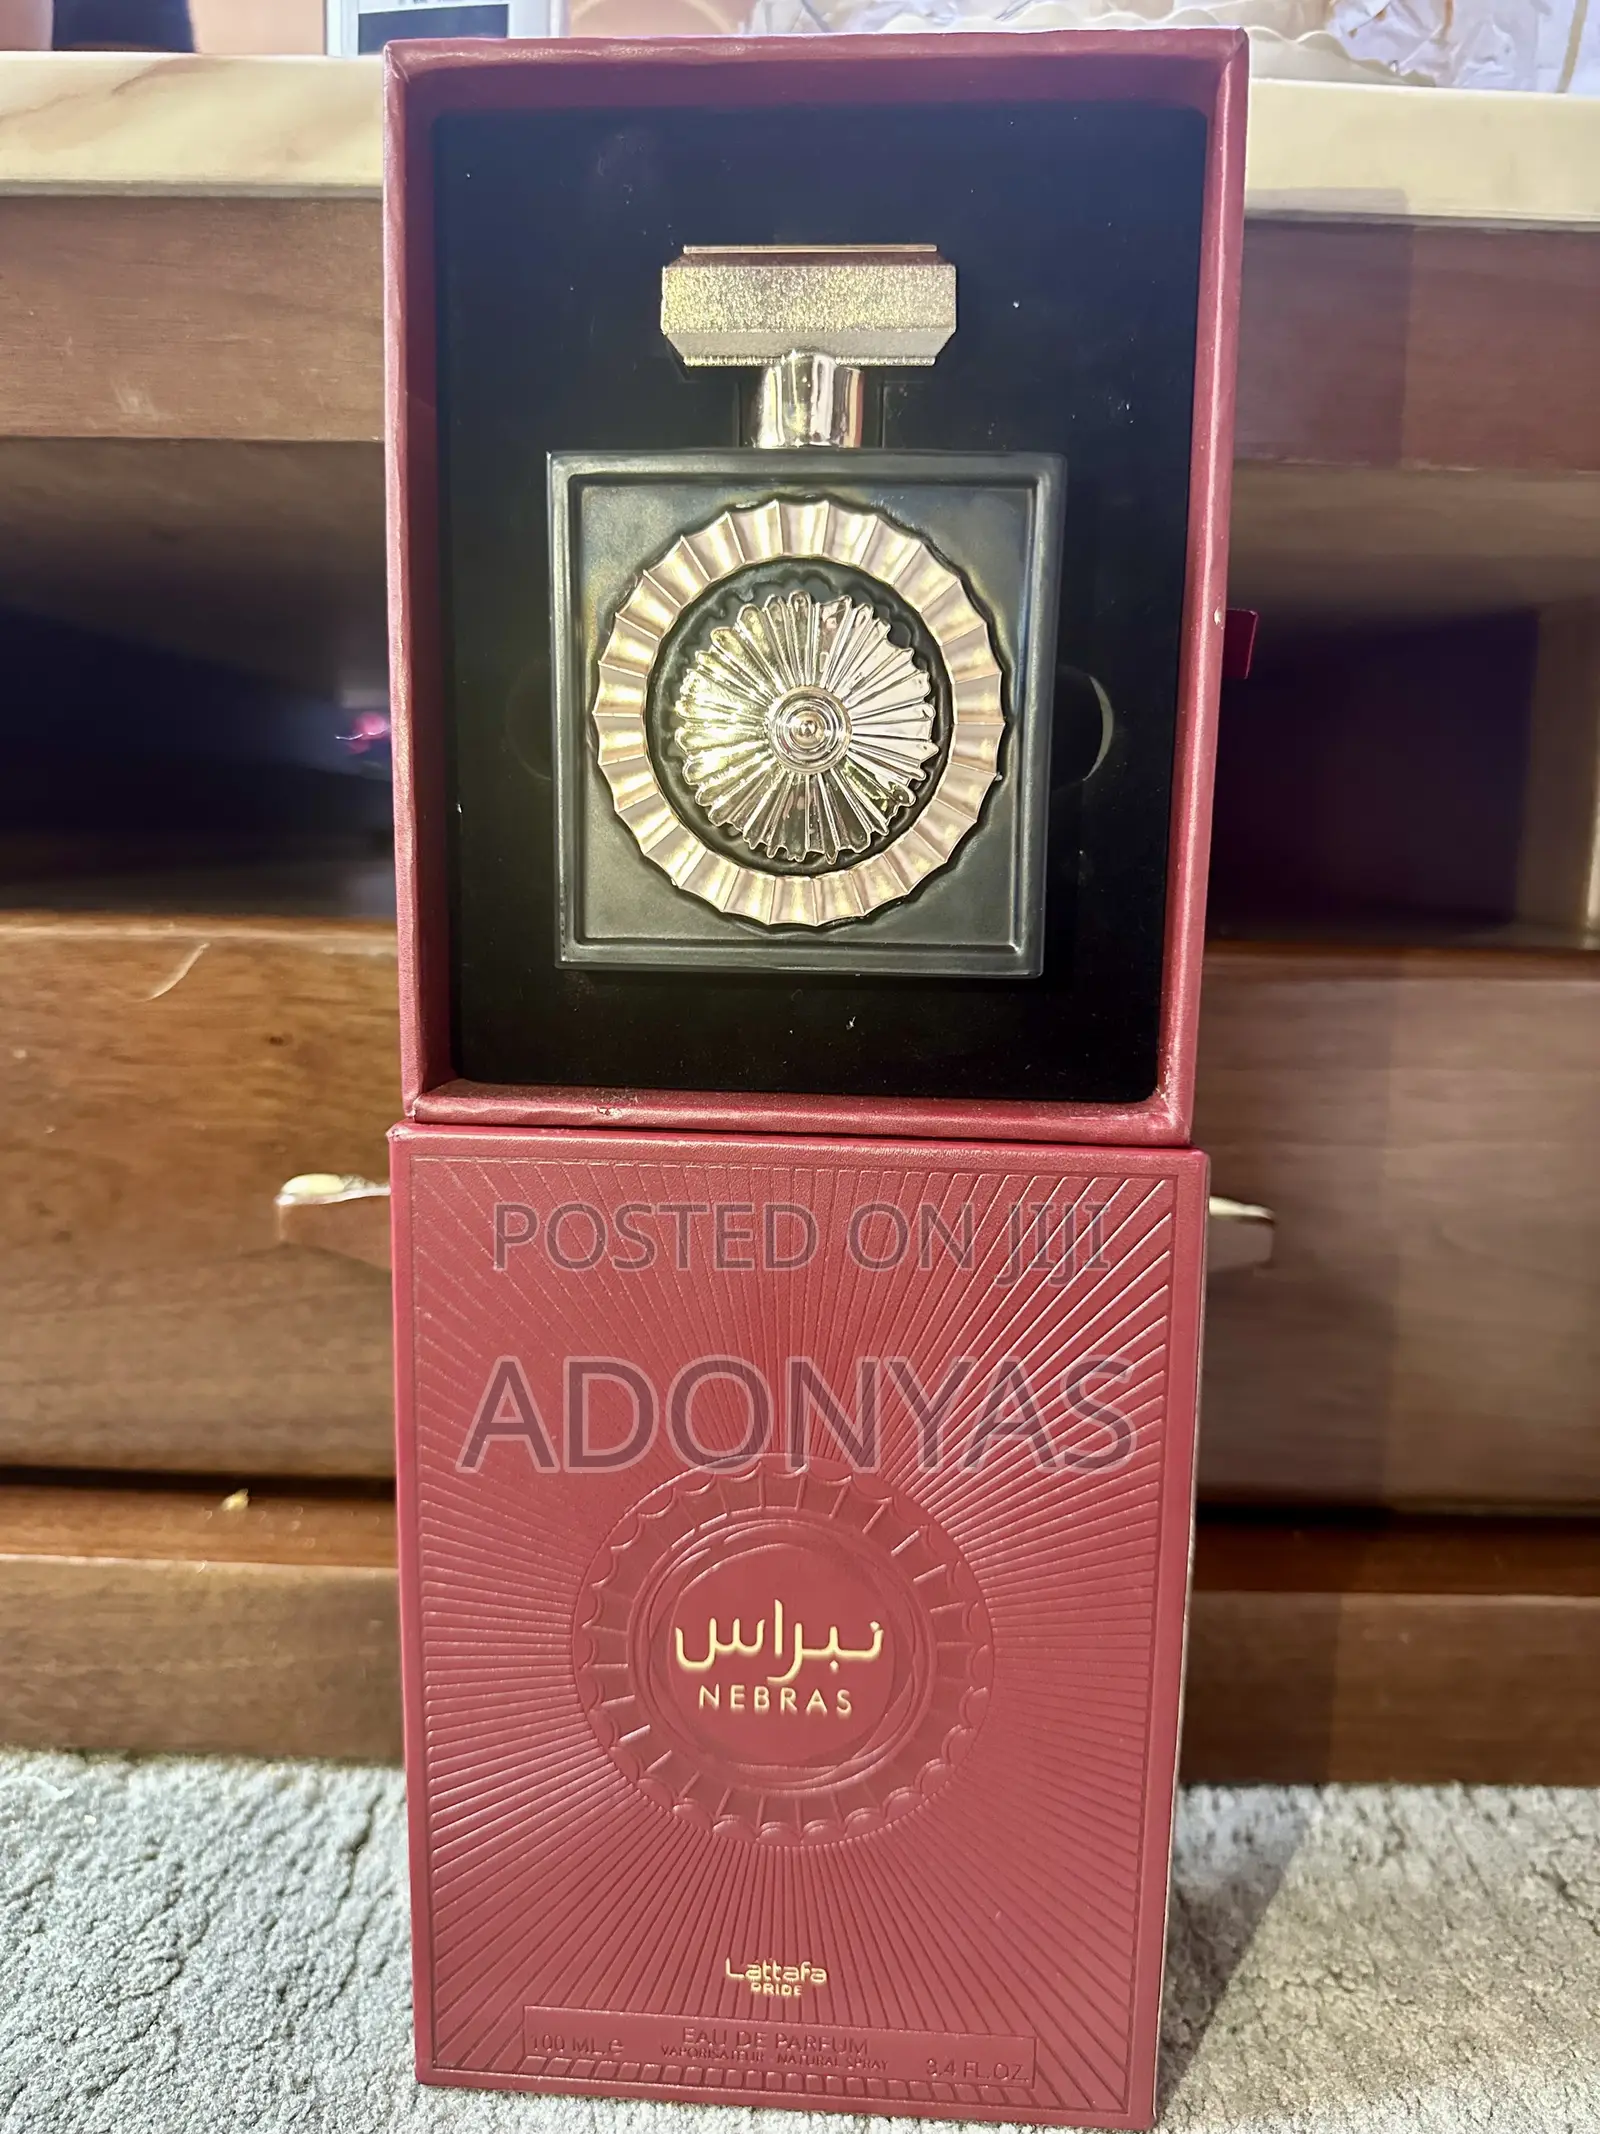 POSTED ON JIJI
ADONYAS
نبراس
NEBRAS
Lattafa
PRIDE
100 ML.e EAU DE PARFUM 3.4 FL.OZ.
VAPORISATEUR NATURAL SPRAY